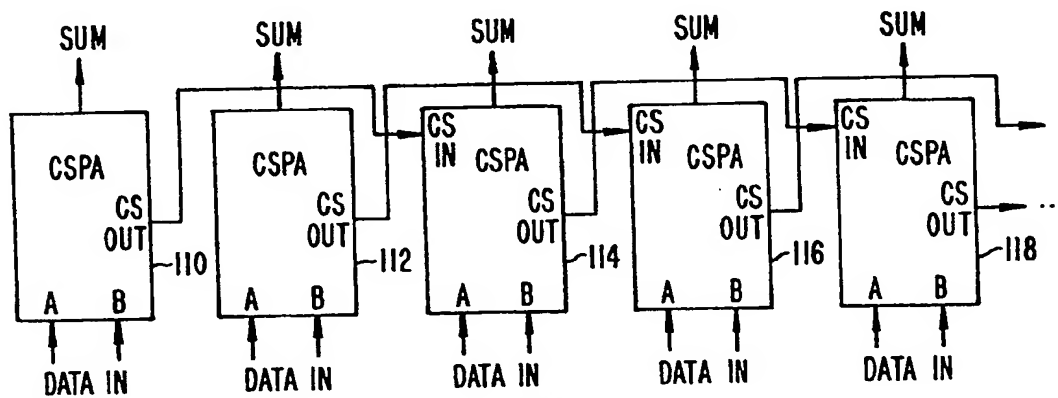 SUM SUM SUM SUM SUM
CSPA CS OUT 110 A B DATA IN
CSPA CS OUT 112 A B DATA IN
CS IN CSPA CS OUT 114 A B DATA IN
CS IN CSPA CS OUT 116 A B DATA IN
CS IN CSPA CS OUT 118 A B DATA IN